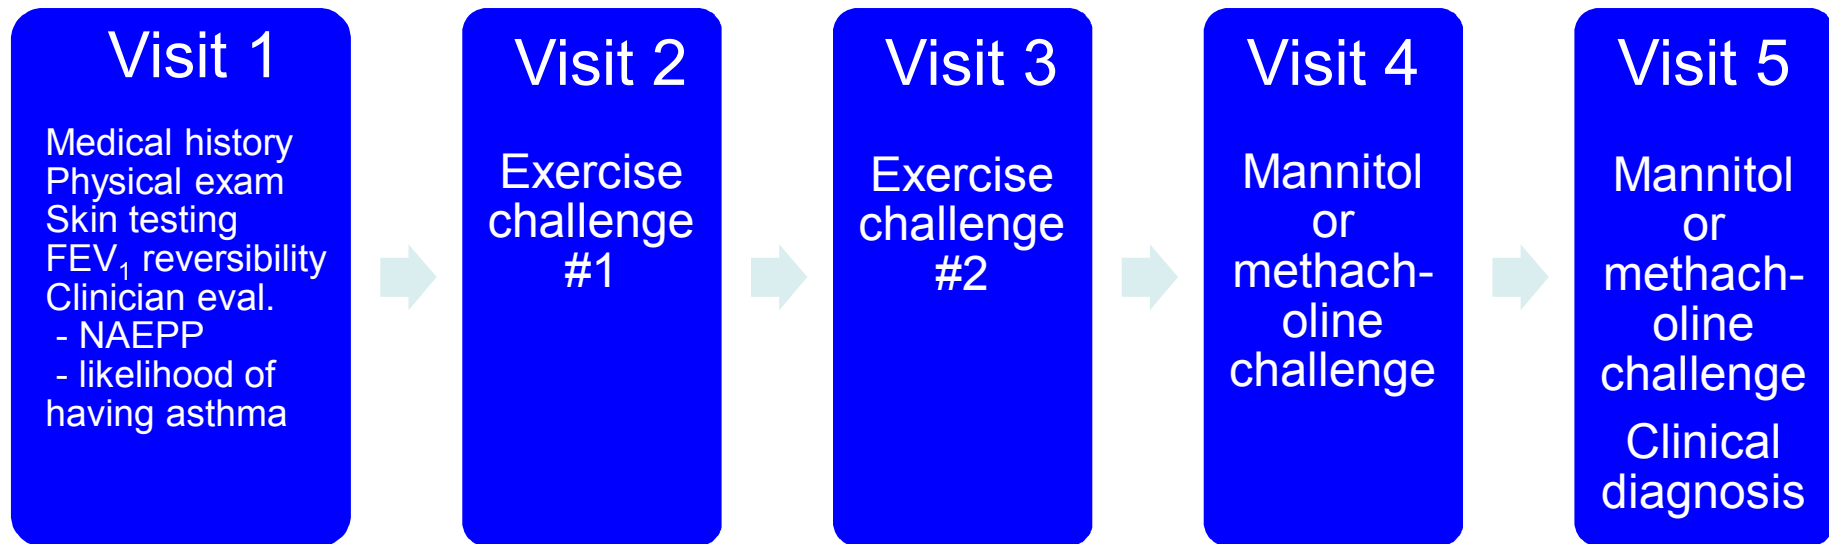 Visit 1
Medical history
Physical exam
Skin testing
FEV₁ reversibility
Clinician eval.
- NAEPP
- likelihood of
having asthma
Visit 2
Exercise
challenge
#1
Visit 3
Exercise
challenge
#2
Visit 4
Mannitol
or
methach-
oline
challenge
Visit 5
Mannitol
or
methach-
oline
challenge
Clinical
diagnosis